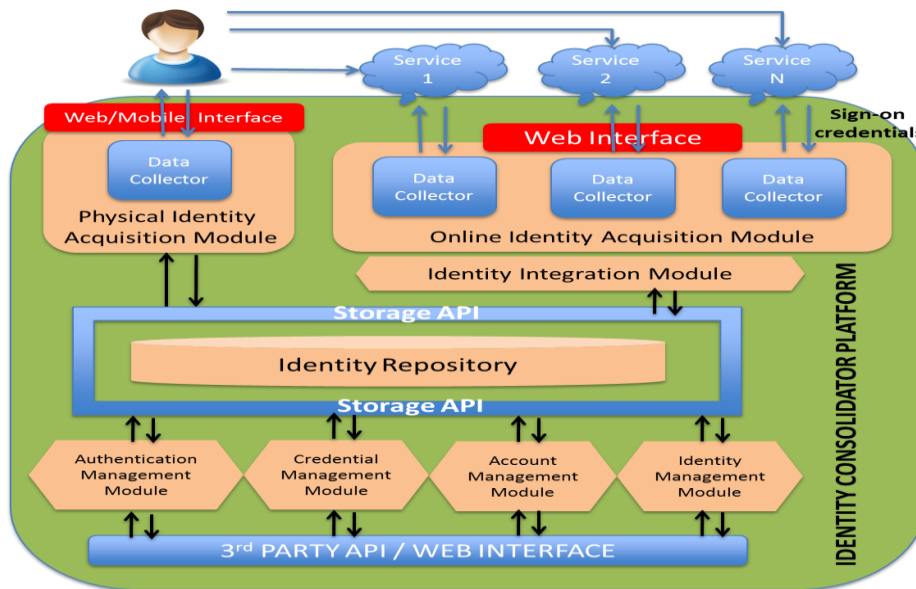 Service
1
Service
2
Service
N
Web/Mobile Interface
Sign-on
credentials
Web Interface
Data
Collector
Data
Collector
Data
Collector
Data
Collector
Physical Identity
Acquisition Module
Online Identity Acquisition Module
Identity Integration Module
Storage API
Identity Repository
Storage API
Authentication
Management
Module
Credential
Management
Module
Account
Management
Module
Identity
Management
Module
3rd PARTY API / WEB INTERFACE
IDENTITY CONSOLIDATOR PLATFORM